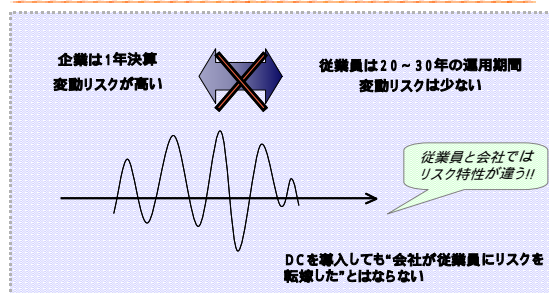 企業は1年決算
変動リスクが高い
従業員は20~30年の運用期間
変動リスクは少ない
従業員と会社では
リスク特性が違う!!
DCを導入しても“会社が従業員にリスクを
転嫁した”とはならない